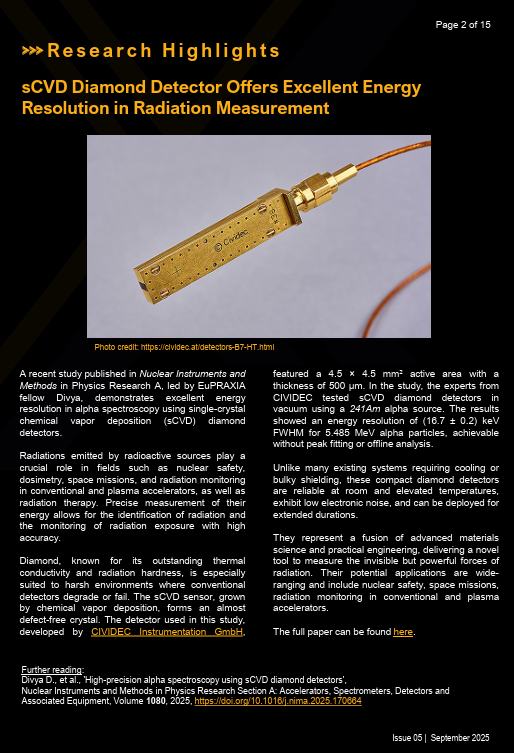 Page 2 of 15
>>> Research Highlights
sCVD Diamond Detector Offers Excellent Energy
Resolution in Radiation Measurement
© Cividec
Photo credit: https://cividec.at/detectors-B7-HT.html
A recent study published in Nuclear Instruments and
Methods in Physics Research A, led by EuPRAXIA
fellow Divya, demonstrates excellent energy
resolution in alpha spectroscopy using single-crystal
chemical vapor deposition (sCVD) diamond
detectors.
Radiations emitted by radioactive sources play a
crucial role in fields such as nuclear safety,
dosimetry, space missions, and radiation monitoring
in conventional and plasma accelerators, as well as
radiation therapy. Precise measurement of their
energy allows for the identification of radiation and
the monitoring of radiation exposure with high
accuracy.
Diamond, known for its outstanding thermal
conductivity and radiation hardness, is especially
suited to harsh environments where conventional
detectors degrade or fail. The sCVD sensor, grown
by chemical vapor deposition, forms an almost
defect-free crystal. The detector used in this study,
developed by CIVIDEC Instrumentation GmbH,
featured a 4.5 × 4.5 mm² active area with a
thickness of 500 μm. In the study, the experts from
CIVIDEC tested sCVD diamond detectors in
vacuum using a 241Am alpha source. The results
showed an energy resolution of (16.7 ± 0.2) keV
FWHM for 5.485 MeV alpha particles, achievable
without peak fitting or offline analysis.
Unlike many existing systems requiring cooling or
bulky shielding, these compact diamond detectors
are reliable at room and elevated temperatures,
exhibit low electronic noise, and can be deployed for
extended durations.
They represent a fusion of advanced materials
science and practical engineering, delivering a novel
tool to measure the invisible but powerful forces of
radiation. Their potential applications are wide-
ranging and include nuclear safety, space missions,
radiation monitoring in conventional and plasma
accelerators.
The full paper can be found here.
Further reading:
Divya D., et al., 'High-precision alpha spectroscopy using sCVD diamond detectors',
Nuclear Instruments and Methods in Physics Research Section A: Accelerators, Spectrometers, Detectors and
Associated Equipment, Volume 1080, 2025, https://doi.org/10.1016/j.nima.2025.170664
Issue 05 | September 2025